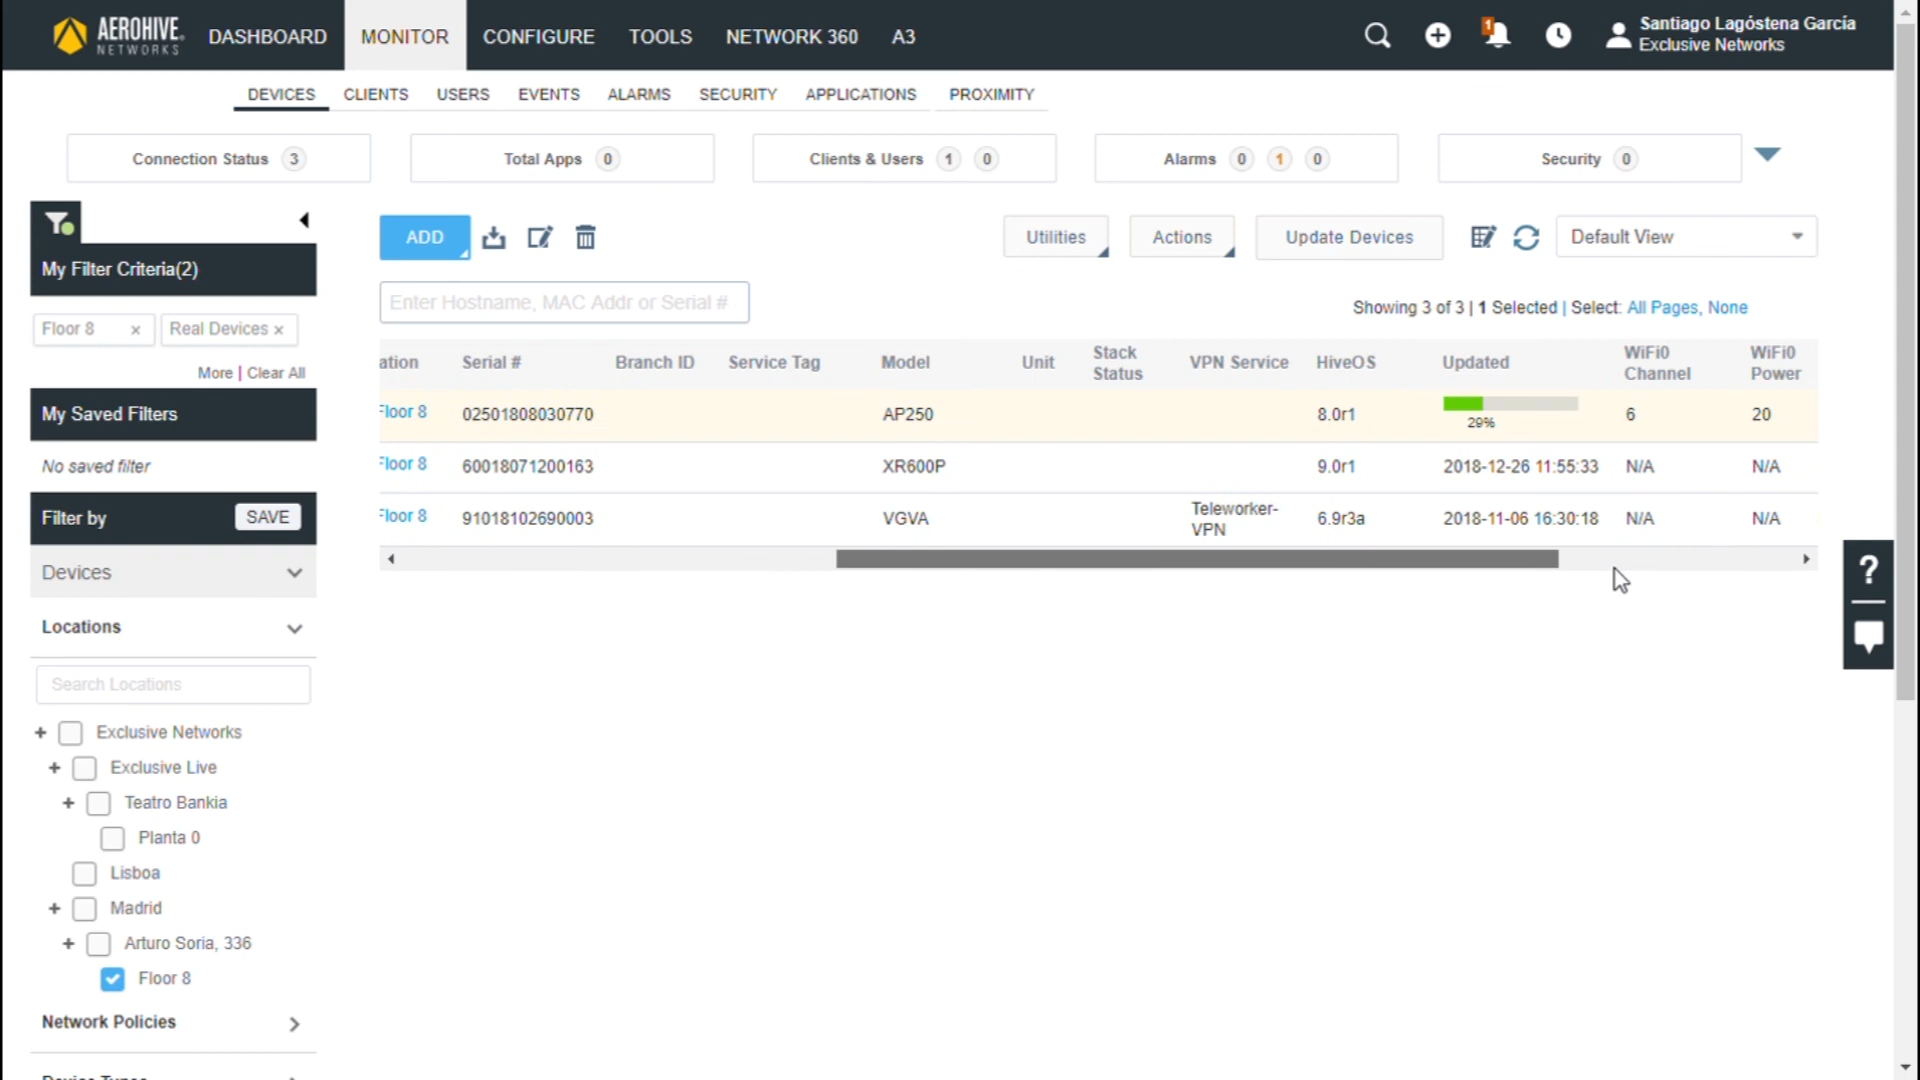 AEROHIVE NETWORKS
DASHBOARD MONITOR CONFIGURE TOOLS NETWORK 360 A3
1
Santiago Lagóstena García
Exclusive Networks
DEVICES CLIENTS USERS EVENTS ALARMS SECURITY APPLICATIONS PROXIMITY
Connection Status 3 Total Apps 0 Clients & Users 1 0 Alarms 0 1 0 Security 0
My Filter Criteria(2)
Floor 8 × Real Devices ×
More | Clear All
My Saved Filters
No saved filter
Filter by SAVE
Devices
Locations
Search Locations
+ Exclusive Networks
+ Exclusive Live
+ Teatro Bankia
Planta 0
Lisboa
+ Madrid
+ Arturo Soria, 336
Floor 8
Network Policies
Device Types
ADD Utilities Actions Update Devices Default View
Enter Hostname, MAC Addr or Serial #
Showing 3 of 3 | 1 Selected | Select: All Pages, None
ation Serial # Branch ID Service Tag Model Unit Stack Status VPN Service HiveOS Updated WiFi0 Channel WiFi0 Power
Floor 8 02501808030770 AP250 8.0r1 29% 6 20
Floor 8 60018071200163 XR600P 9.0r1 2018-12-26 11:55:33 N/A N/A
Floor 8 91018102690003 VGVA Teleworker-VPN 6.9r3a 2018-11-06 16:30:18 N/A N/A
?